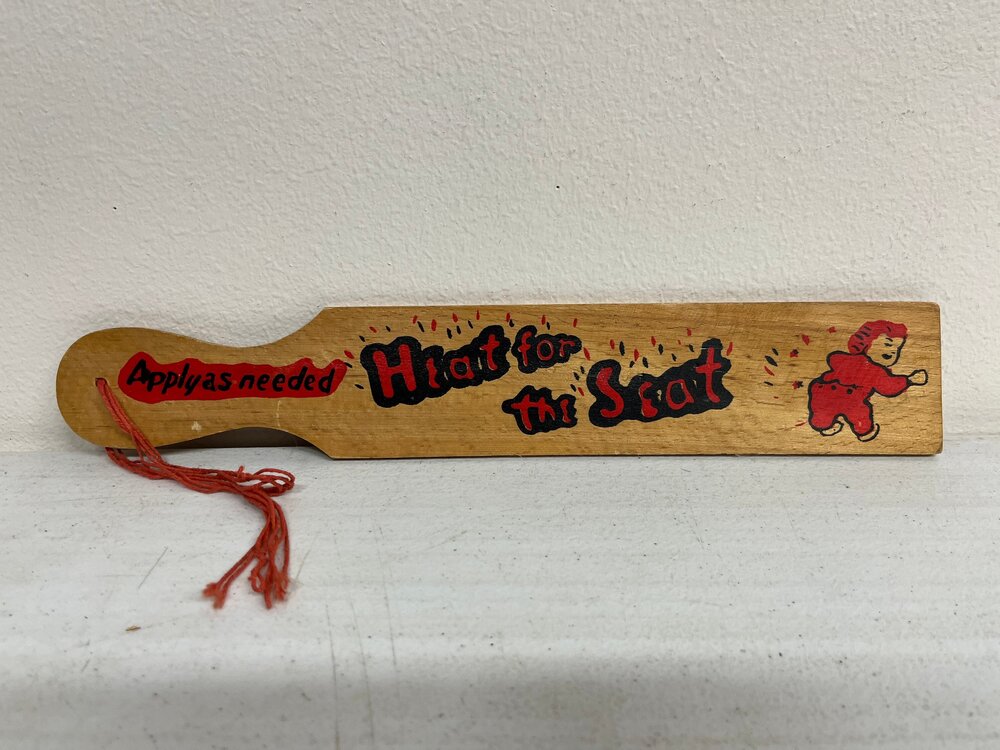 Apply as needed
Heat for
the Seat